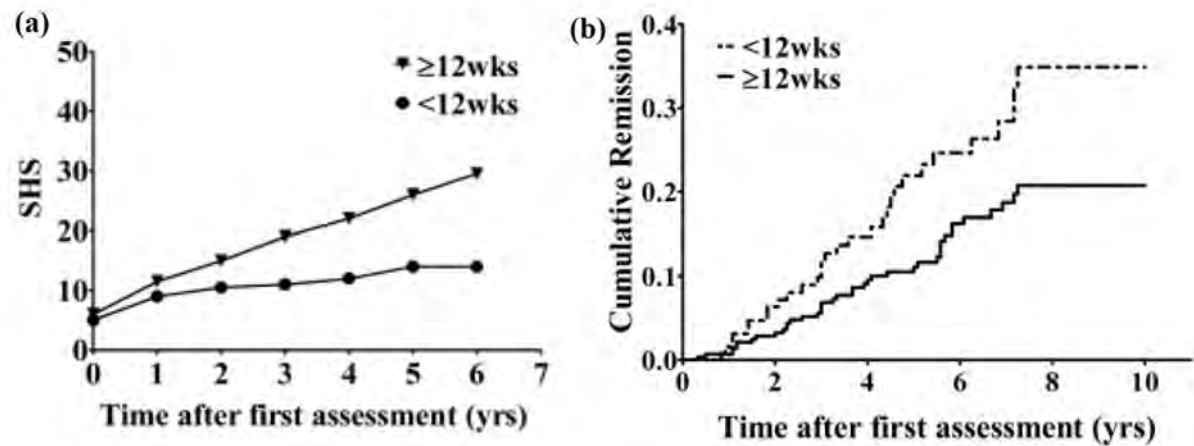 (a)
50
40
30
20
10
0
SHS
≥12wks
<12wks
0 1 2 3 4 5 6 7
Time after first assessment (yrs)
(b)
0.4
0.3
0.2
0.1
0.0
Cumulative Remission
<12wks
≥12wks
0 2 4 6 8 10
Time after first assessment (yrs)